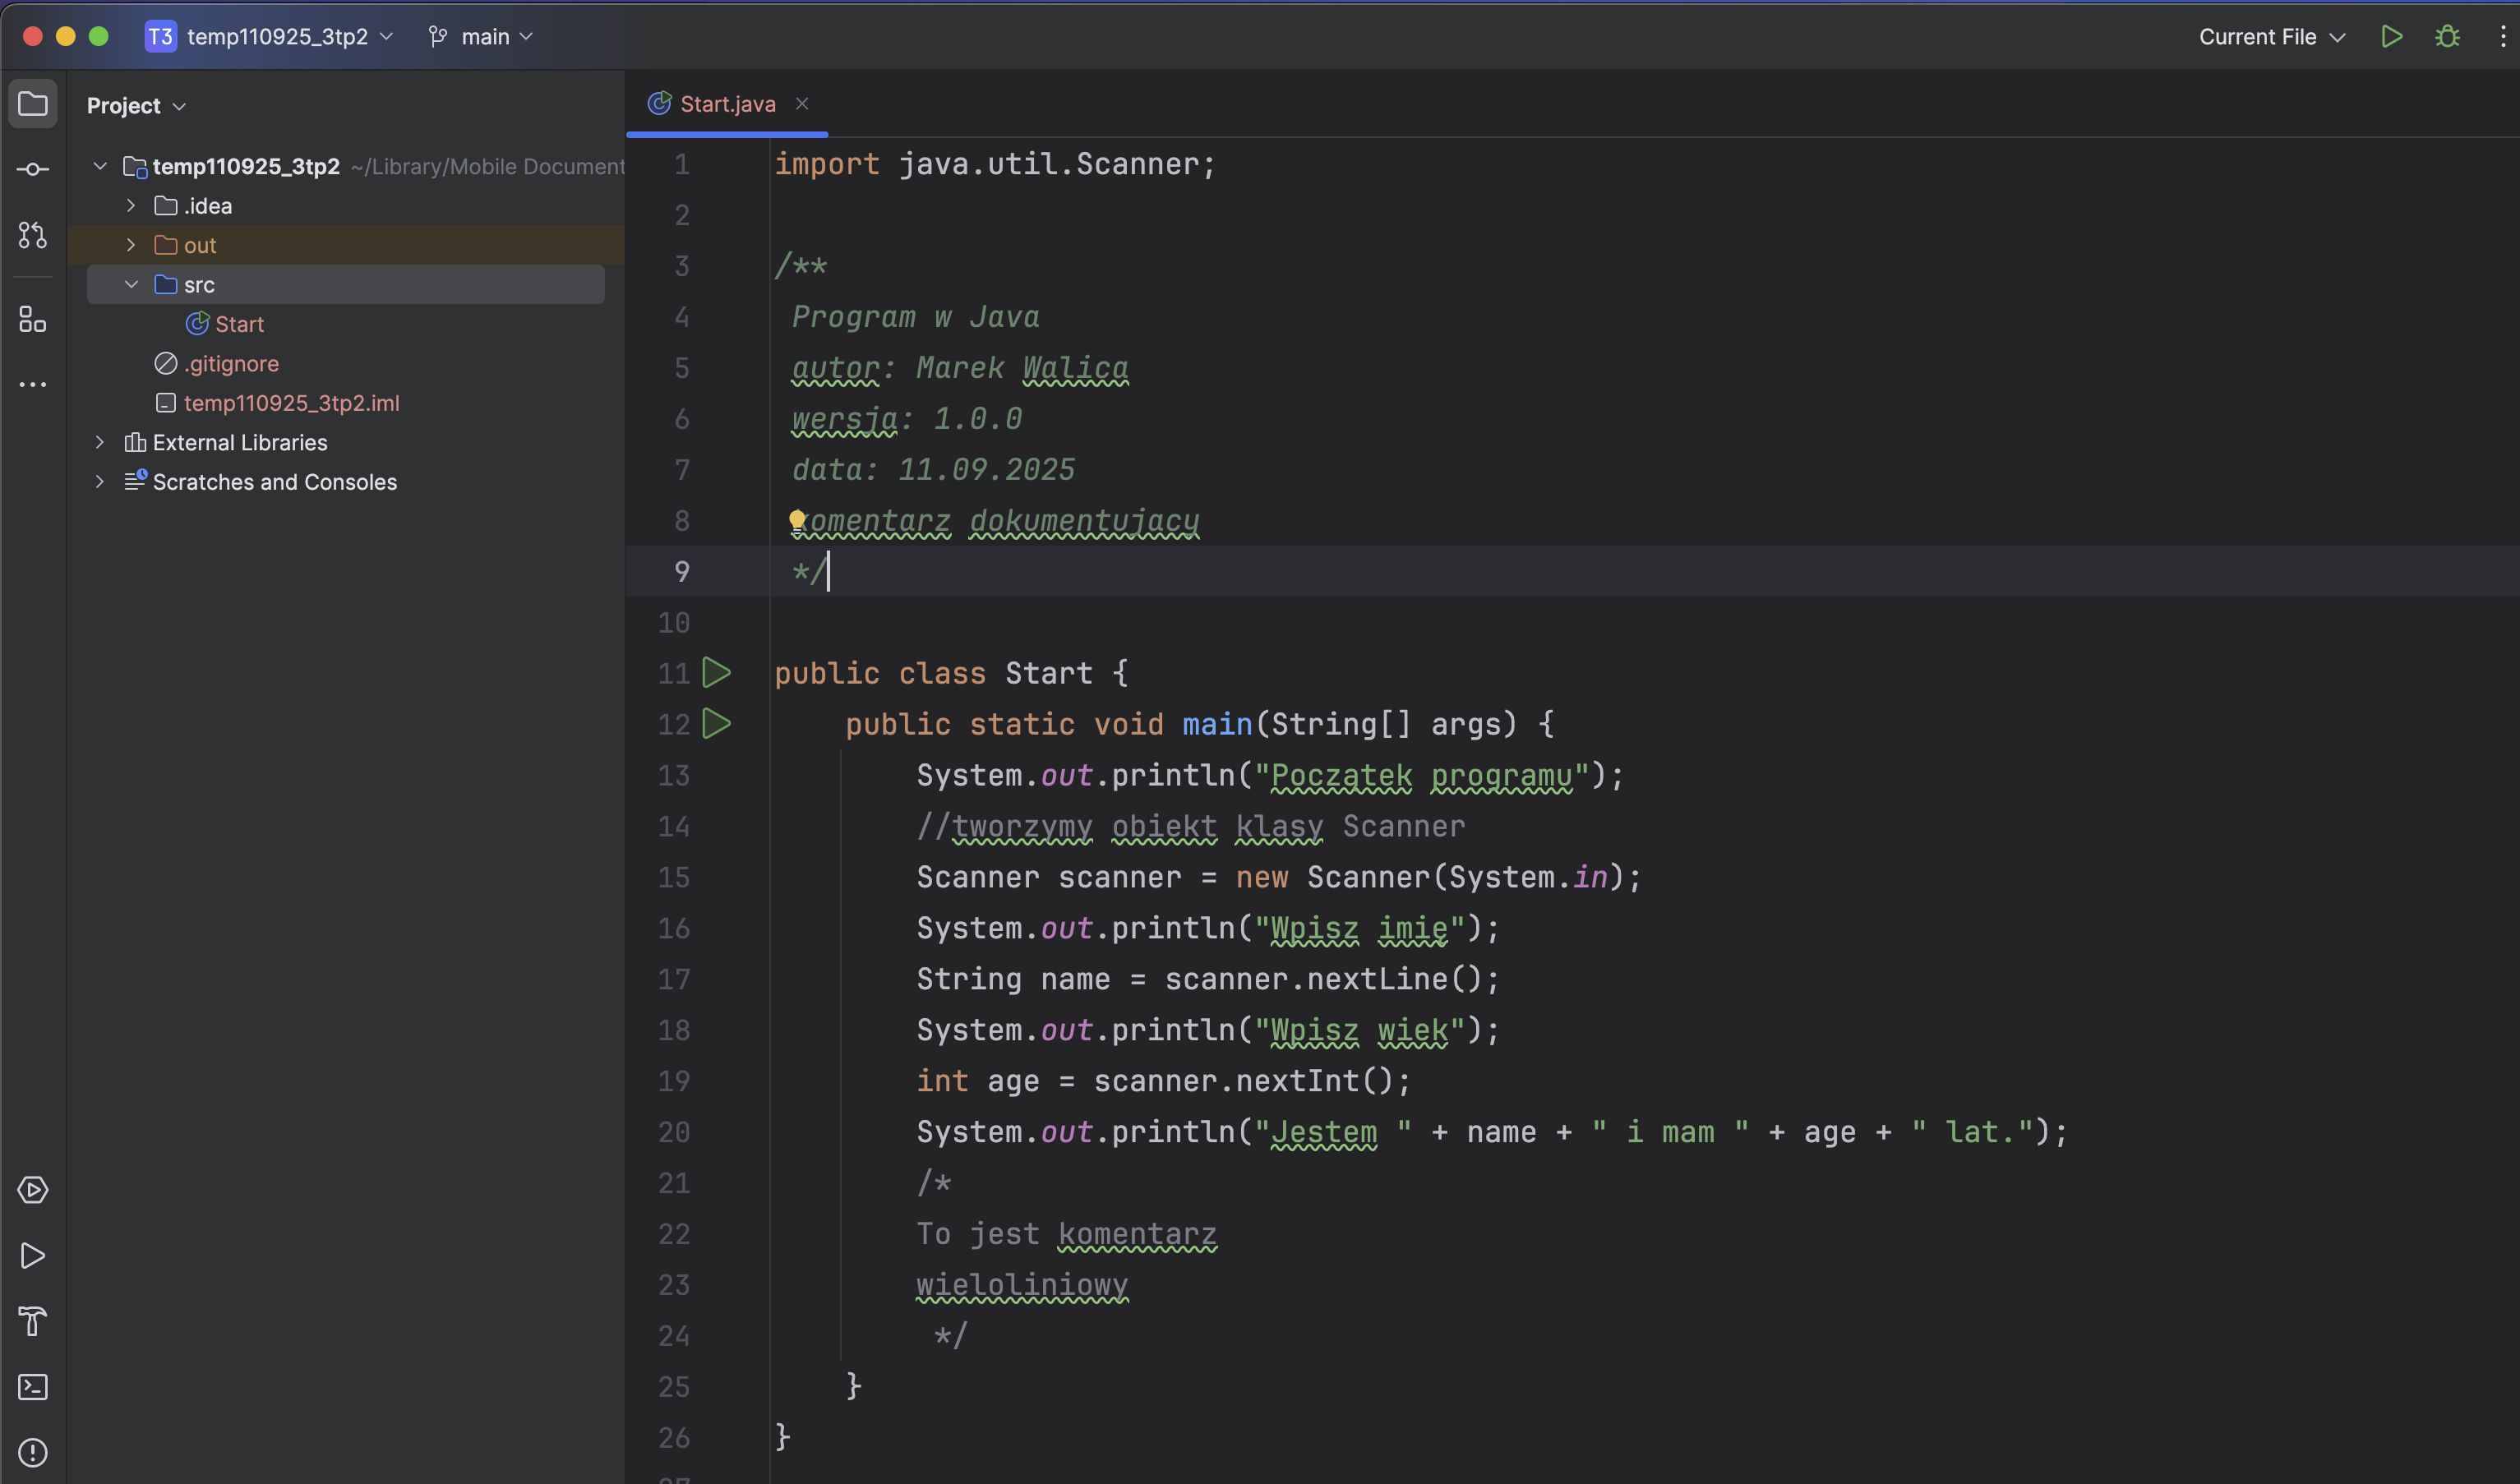 T3 temp110925_3tp2 main Current File
Project
temp110925_3tp2 ~/Library/Mobile Document
.idea
out
src
Start
.gitignore
temp110925_3tp2.iml
External Libraries
Scratches and Consoles
Start.java
1 import java.util.Scanner;
2
3 /**
4 Program w Java
5 autor: Marek Walica
6 wersja: 1.0.0
7 data: 11.09.2025
8 komentarz dokumentujacy
9 */
10
11 public class Start {
12 public static void main(String[] args) {
13 System.out.println("Początek programu");
14 //tworzymy obiekt klasy Scanner
15 Scanner scanner = new Scanner(System.in);
16 System.out.println("Wpisz imię");
17 String name = scanner.nextLine();
18 System.out.println("Wpisz wiek");
19 int age = scanner.nextInt();
20 System.out.println("Jestem " + name + " i mam " + age + " lat.");
21 /*
22 To jest komentarz
23 wieloliniowy
24 */
25 }
26 }